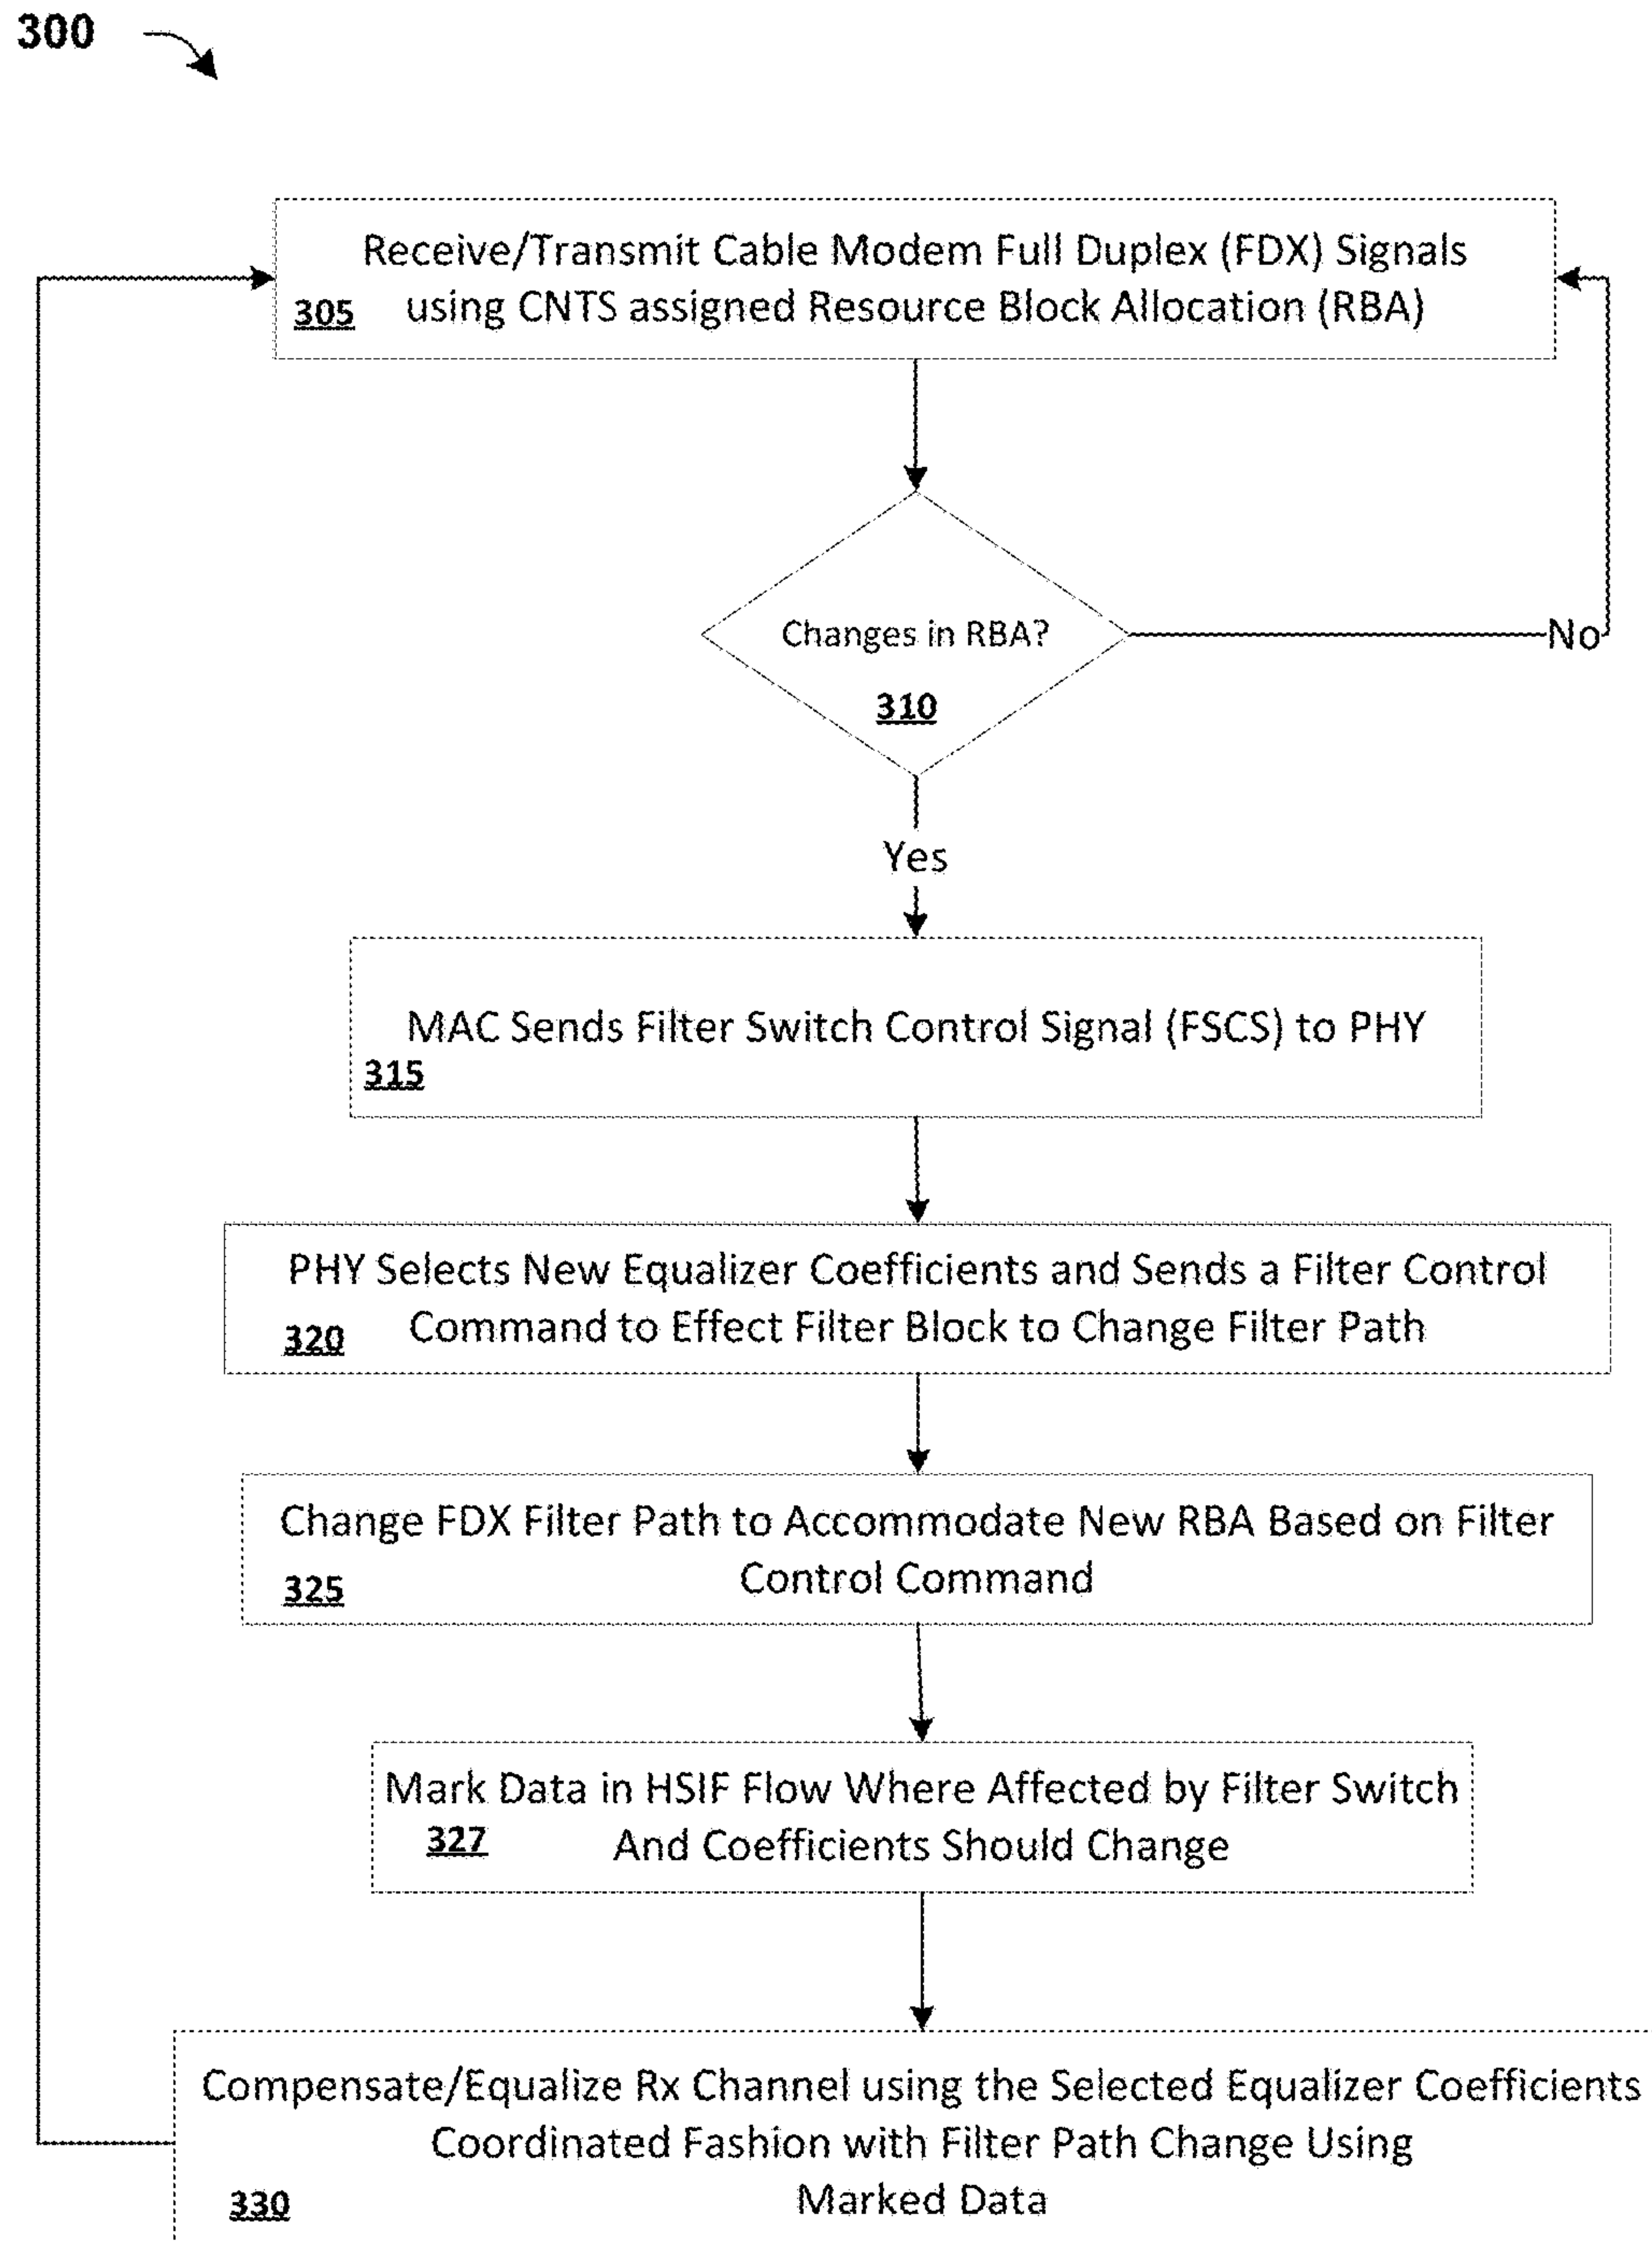 300
Receive/Transmit Cable Modem Full Duplex (FDX) Signals
305 using CNTS assigned Resource Block Allocation (RBA)
Changes in RBA?
310
No
Yes
MAC Sends Filter Switch Control Signal (FSCS) to PHY
315
PHY Selects New Equalizer Coefficients and Sends a Filter Control
320 Command to Effect Filter Block to Change Filter Path
Change FDX Filter Path to Accommodate New RBA Based on Filter
325 Control Command
Mark Data in HSIF Flow Where Affected by Filter Switch
327 And Coefficients Should Change
Compensate/Equalize Rx Channel using the Selected Equalizer Coefficients
Coordinated Fashion with Filter Path Change Using
330 Marked Data